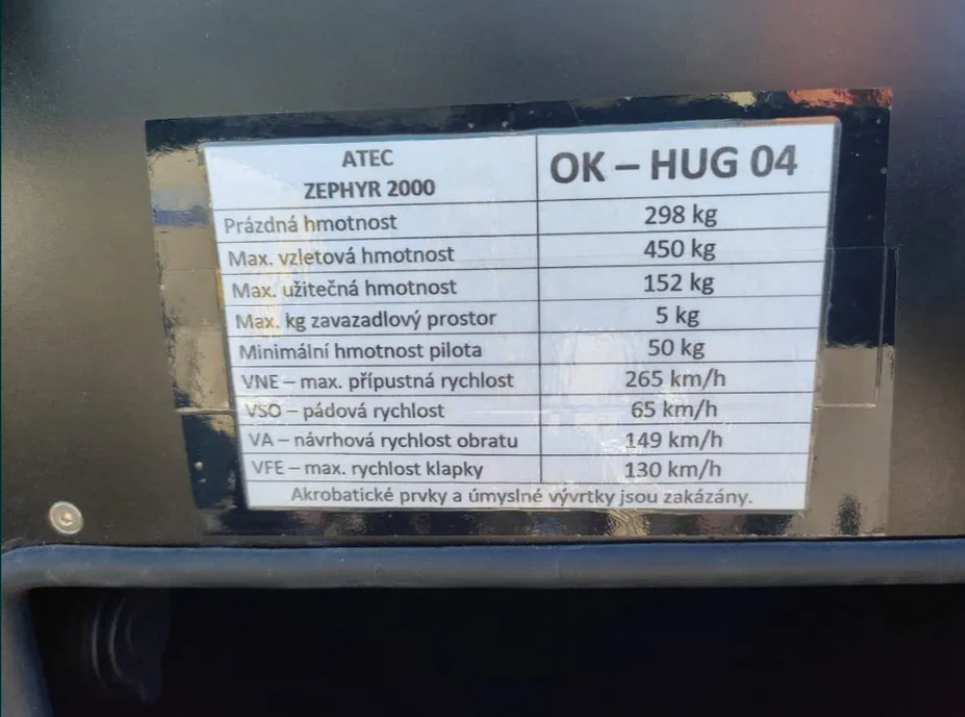 ATEC
ZEPHYR 2000
OK – HUG 04
Prázdná hmotnost 298 kg
Max. vzletová hmotnost 450 kg
Max. užitečná hmotnost 152 kg
Max. kg zavazadlový prostor 5 kg
Minimální hmotnost pilota 50 kg
VNE – max. přípustná rychlost 265 km/h
VSO – pádová rychlost 65 km/h
VA – návrhová rychlost obratu 149 km/h
VFE – max. rychlost klapky 130 km/h
Akrobatické prvky a úmyslné vývrtky jsou zakázány.